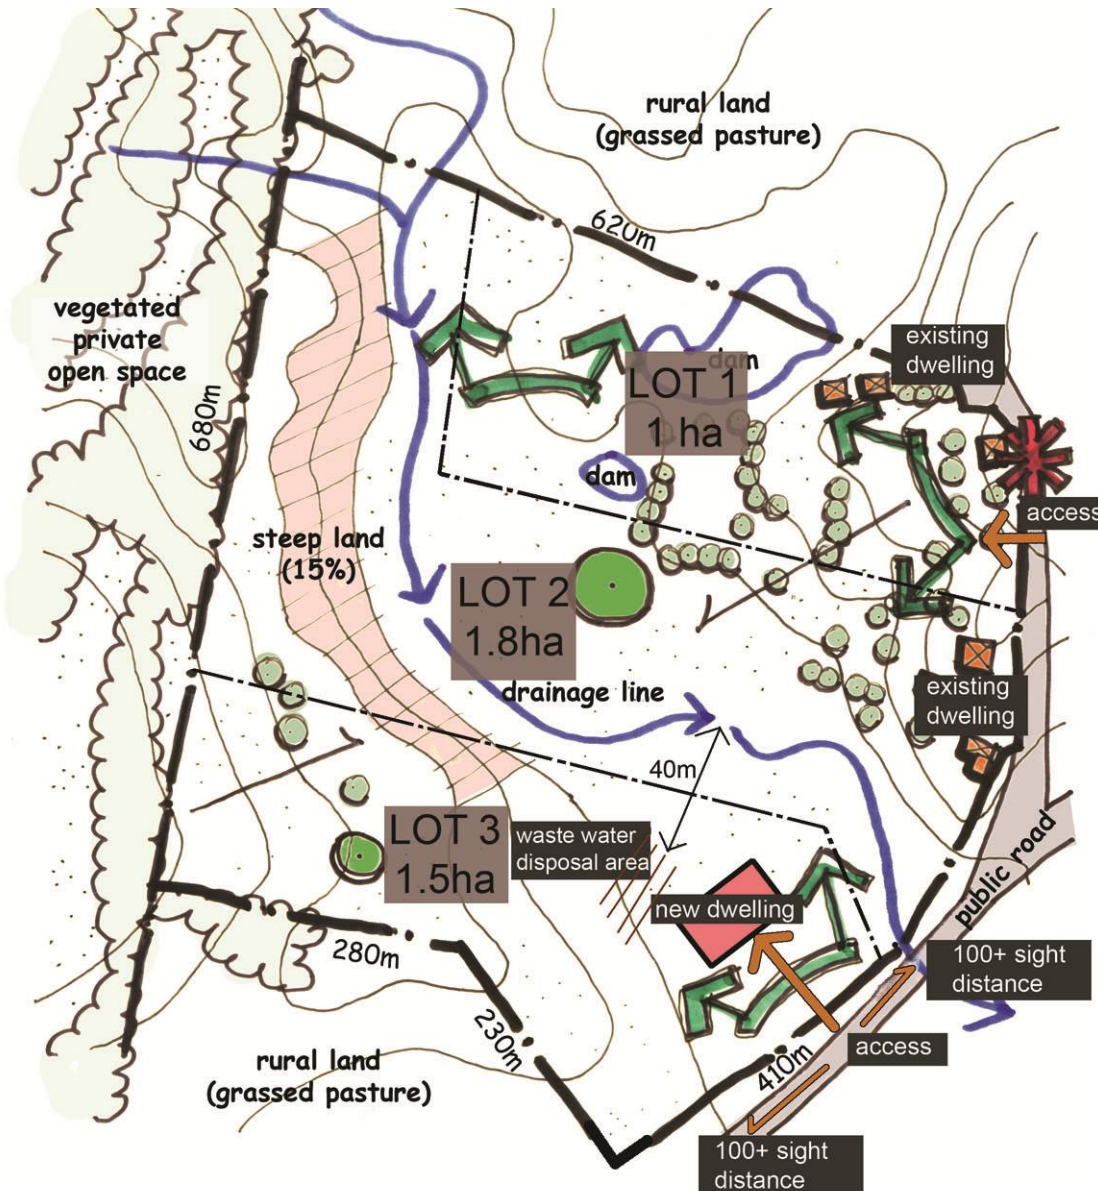 rural land
(grassed pasture)
620m
vegetated
private
open space
680m
existing
dwelling
dam
LOT 1
1 ha
dam
access
steep land
(15%)
LOT 2
1.8ha
drainage line
existing
dwelling
40m
LOT 3
1.5ha
waste water
disposal area
new dwelling
public road
280m
230m
410m
100+ sight
distance
access
rural land
(grassed pasture)
100+ sight
distance